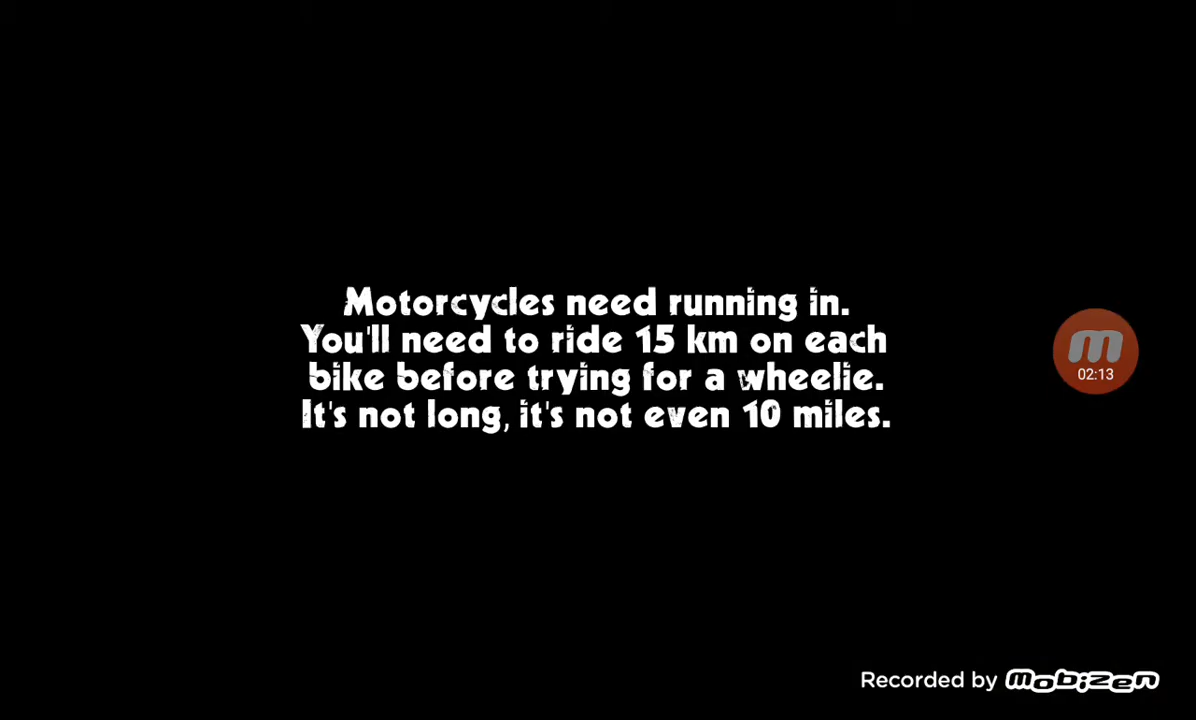 Motorcycles need running in.
You'll need to ride 15 km on each
bike before trying for a wheelie.
It's not long, it's not even 10 miles.
02:13
Recorded by mobizen